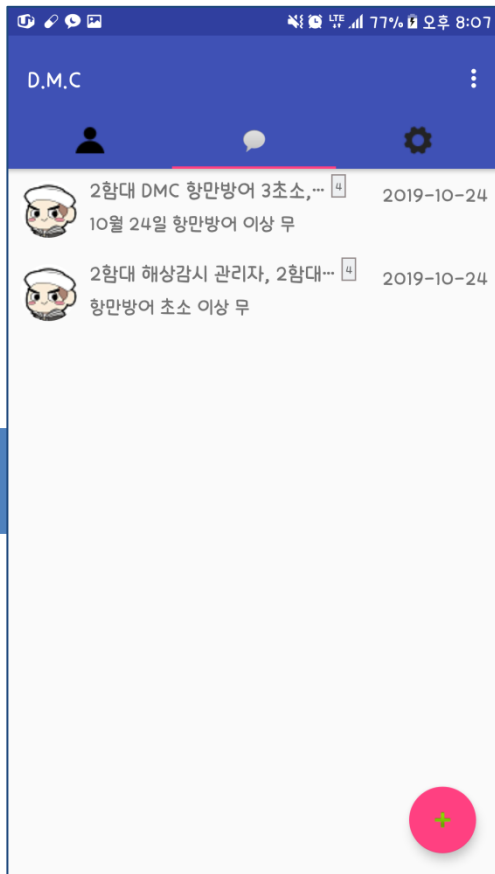 LTE 77% 오후 8:07
D.M.C
2함대 DMC 항만방어 3초소,… 4 2019-10-24
10월 24일 항만방어 이상 무
2함대 해상감시 관리자, 2함대… 4 2019-10-24
항만방어 초소 이상 무